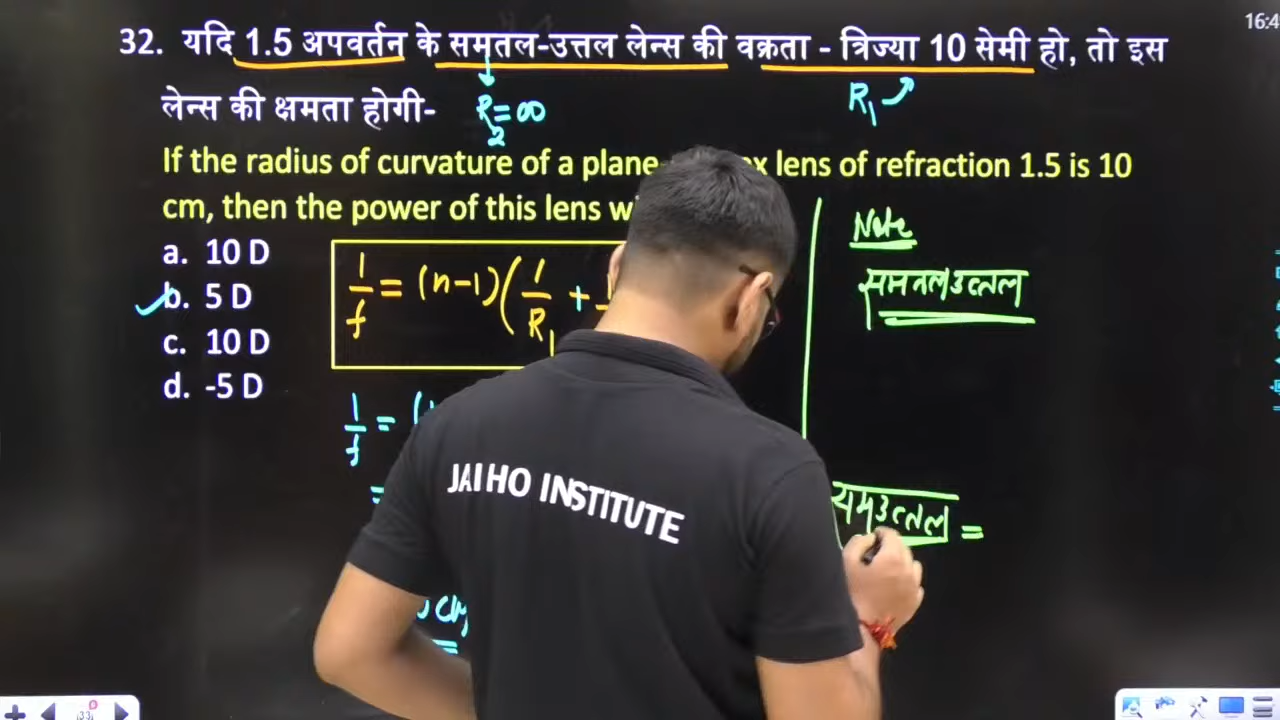 16:4
32. यदि 1.5 अपवर्तन के समतल-उत्तल लेन्स की वक्रता - त्रिज्या 10 सेमी हो, तो इस
लेन्स की क्षमता होगी-
R₂=∞
R₁
If the radius of curvature of a plane- lens of refraction 1.5 is 10
cm, then the power of this lens
a. 10 D
b. 5 D
c. 10 D
d. -5 D
1/f = (n-1)(1/R₁ +
1/f =
=
Note
समतलउत्तल
समउत्तल =
JAI HO INSTITUTE
33